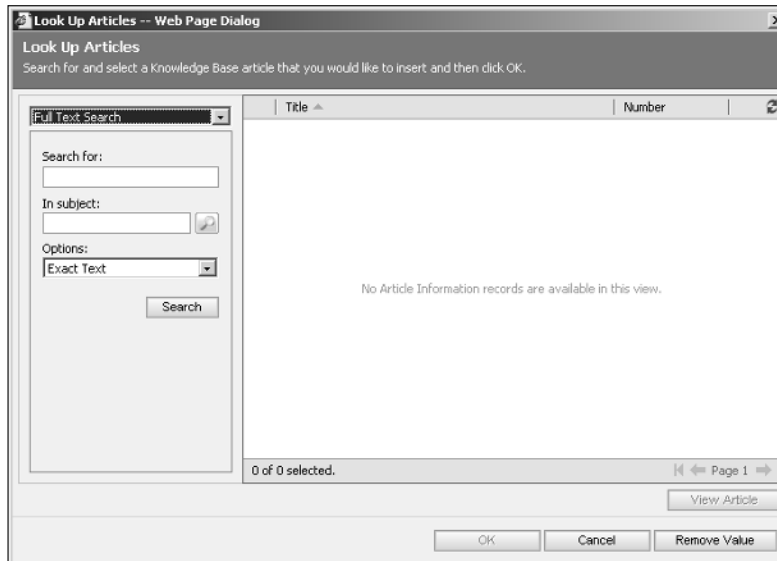 Look Up Articles -- Web Page Dialog
Look Up Articles
Search for and select a Knowledge Base article that you would like to insert and then click OK.
Full Text Search
Title
Number
Search for:
In subject:
Options:
Exact Text
Search
No Article Information records are available in this view.
0 of 0 selected.
Page 1
View Article
OK
Cancel
Remove Value